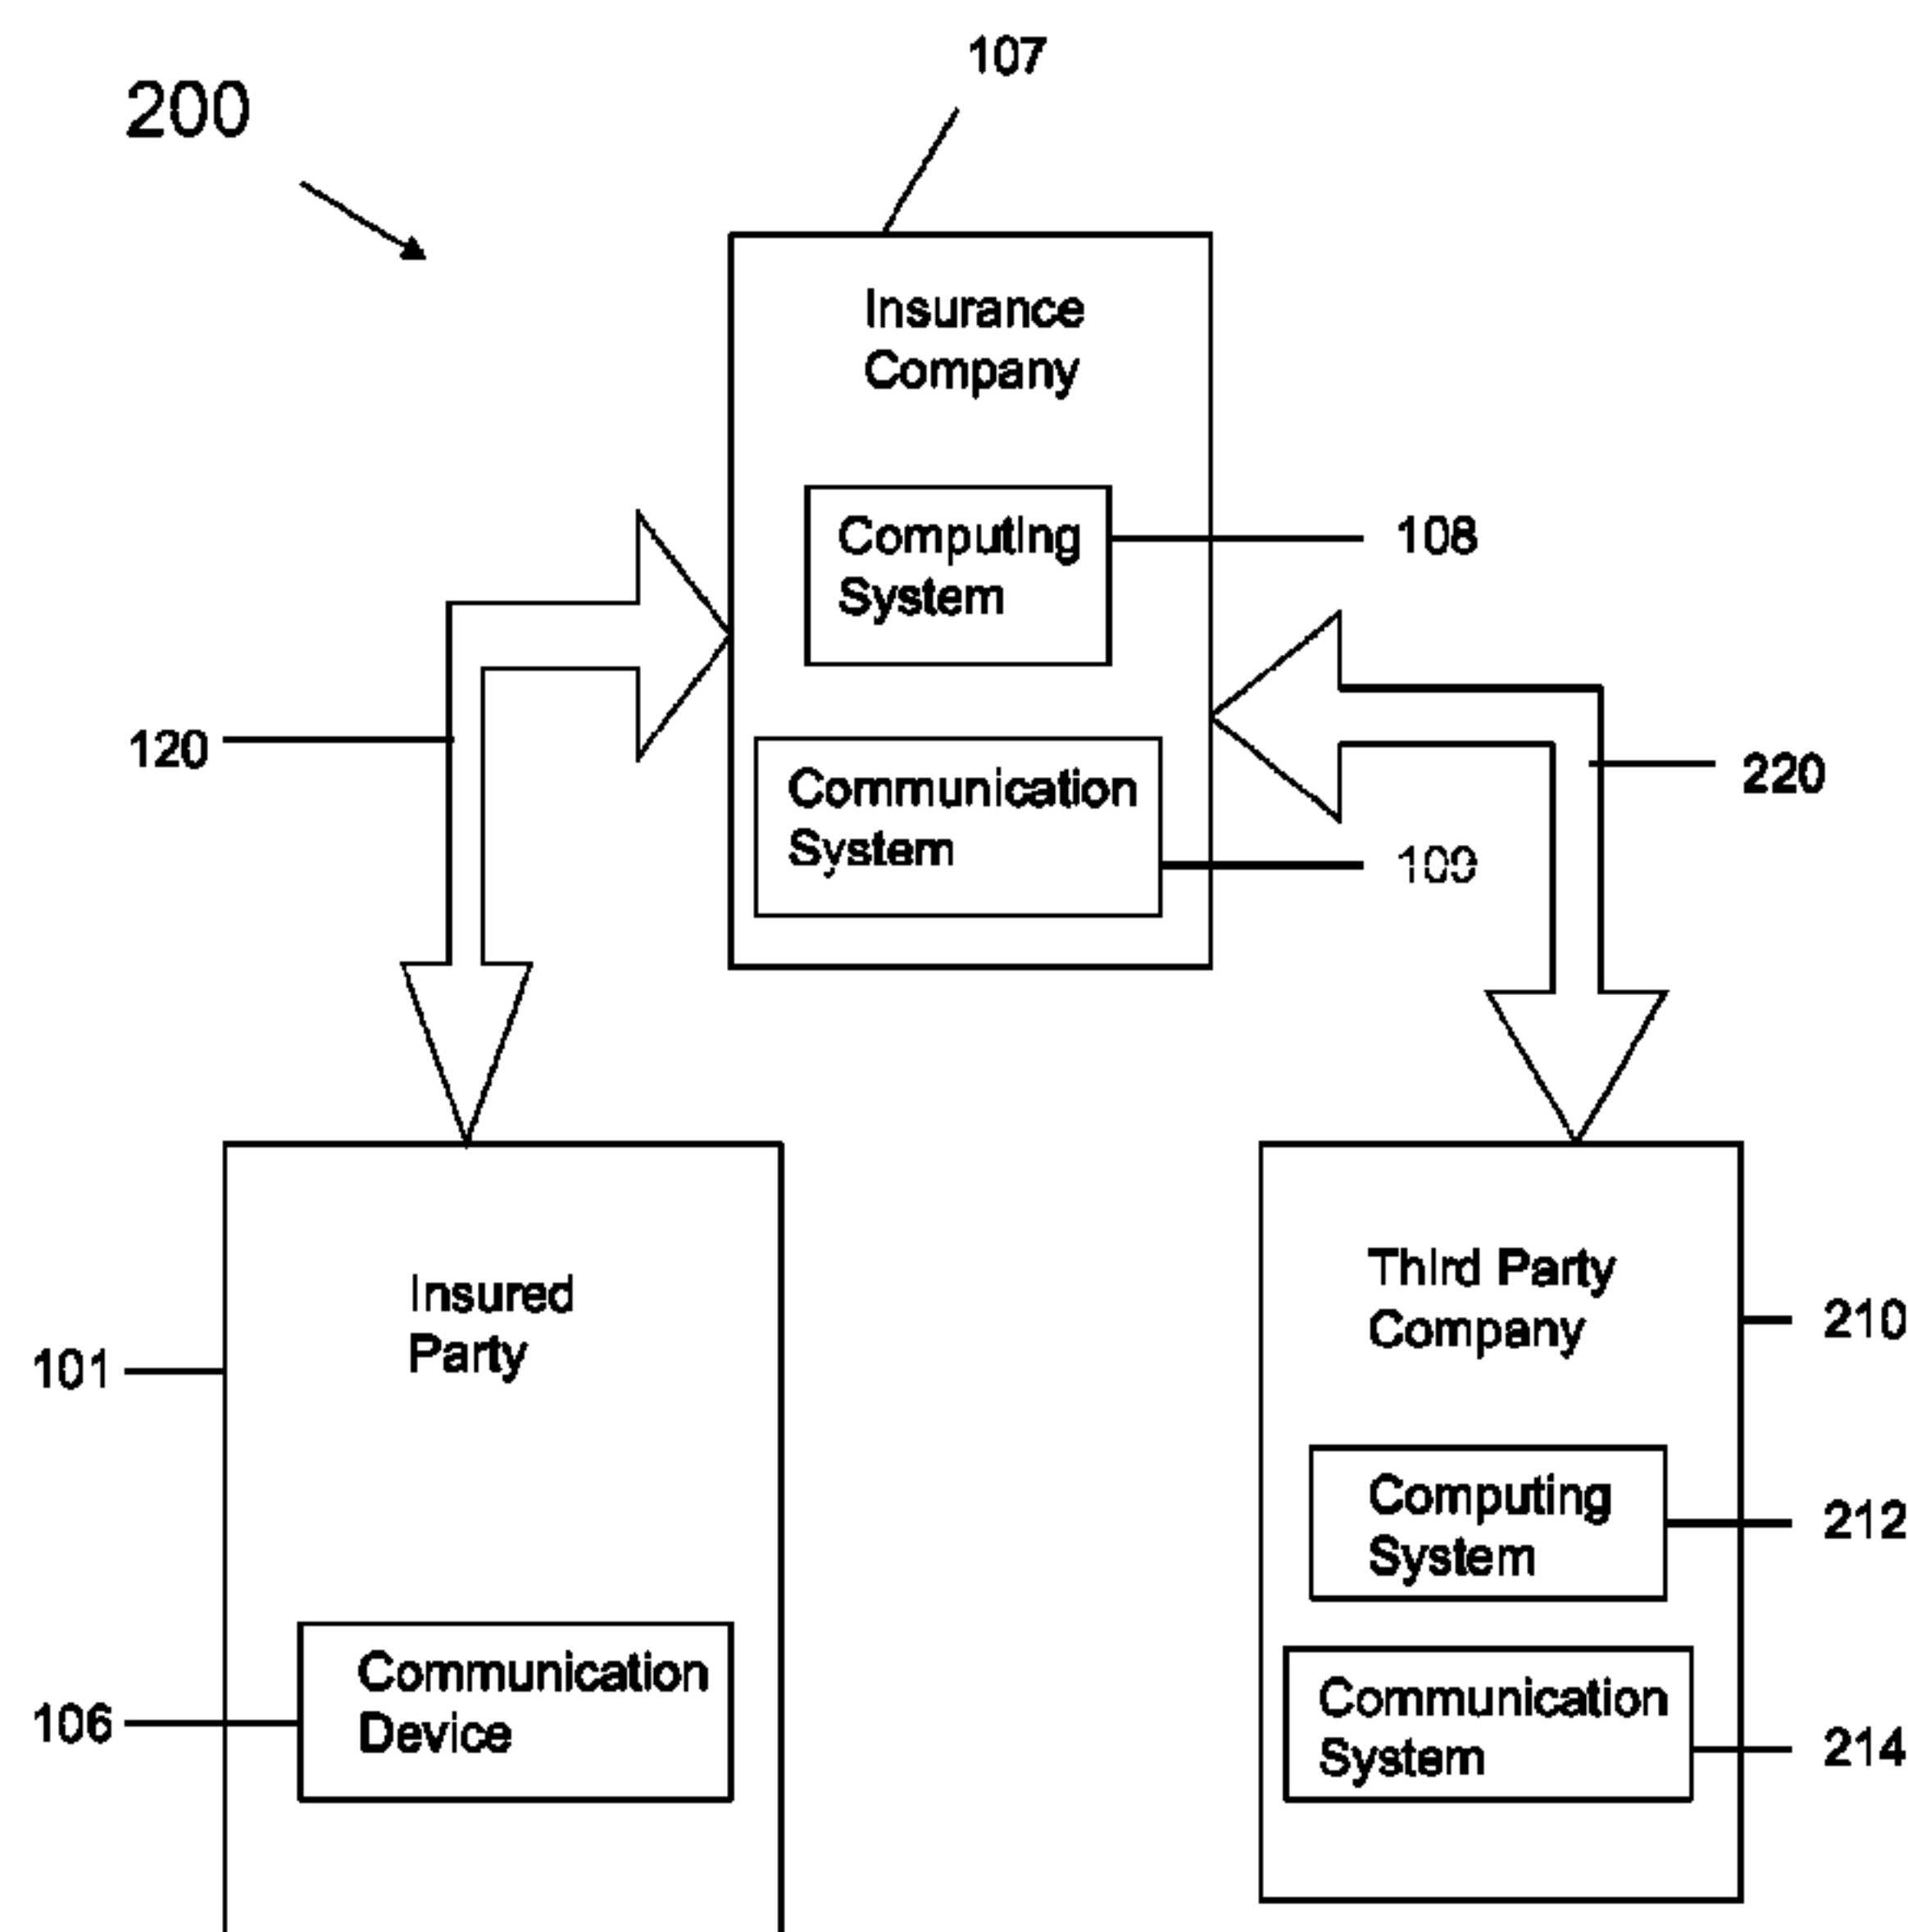 107
200
Insurance
Company
Computing
System
108
120
220
Communication
System
109
Insured
Party
Third Party
Company
101
210
Computing
System
212
Communication
Device
106
Communication
System
214